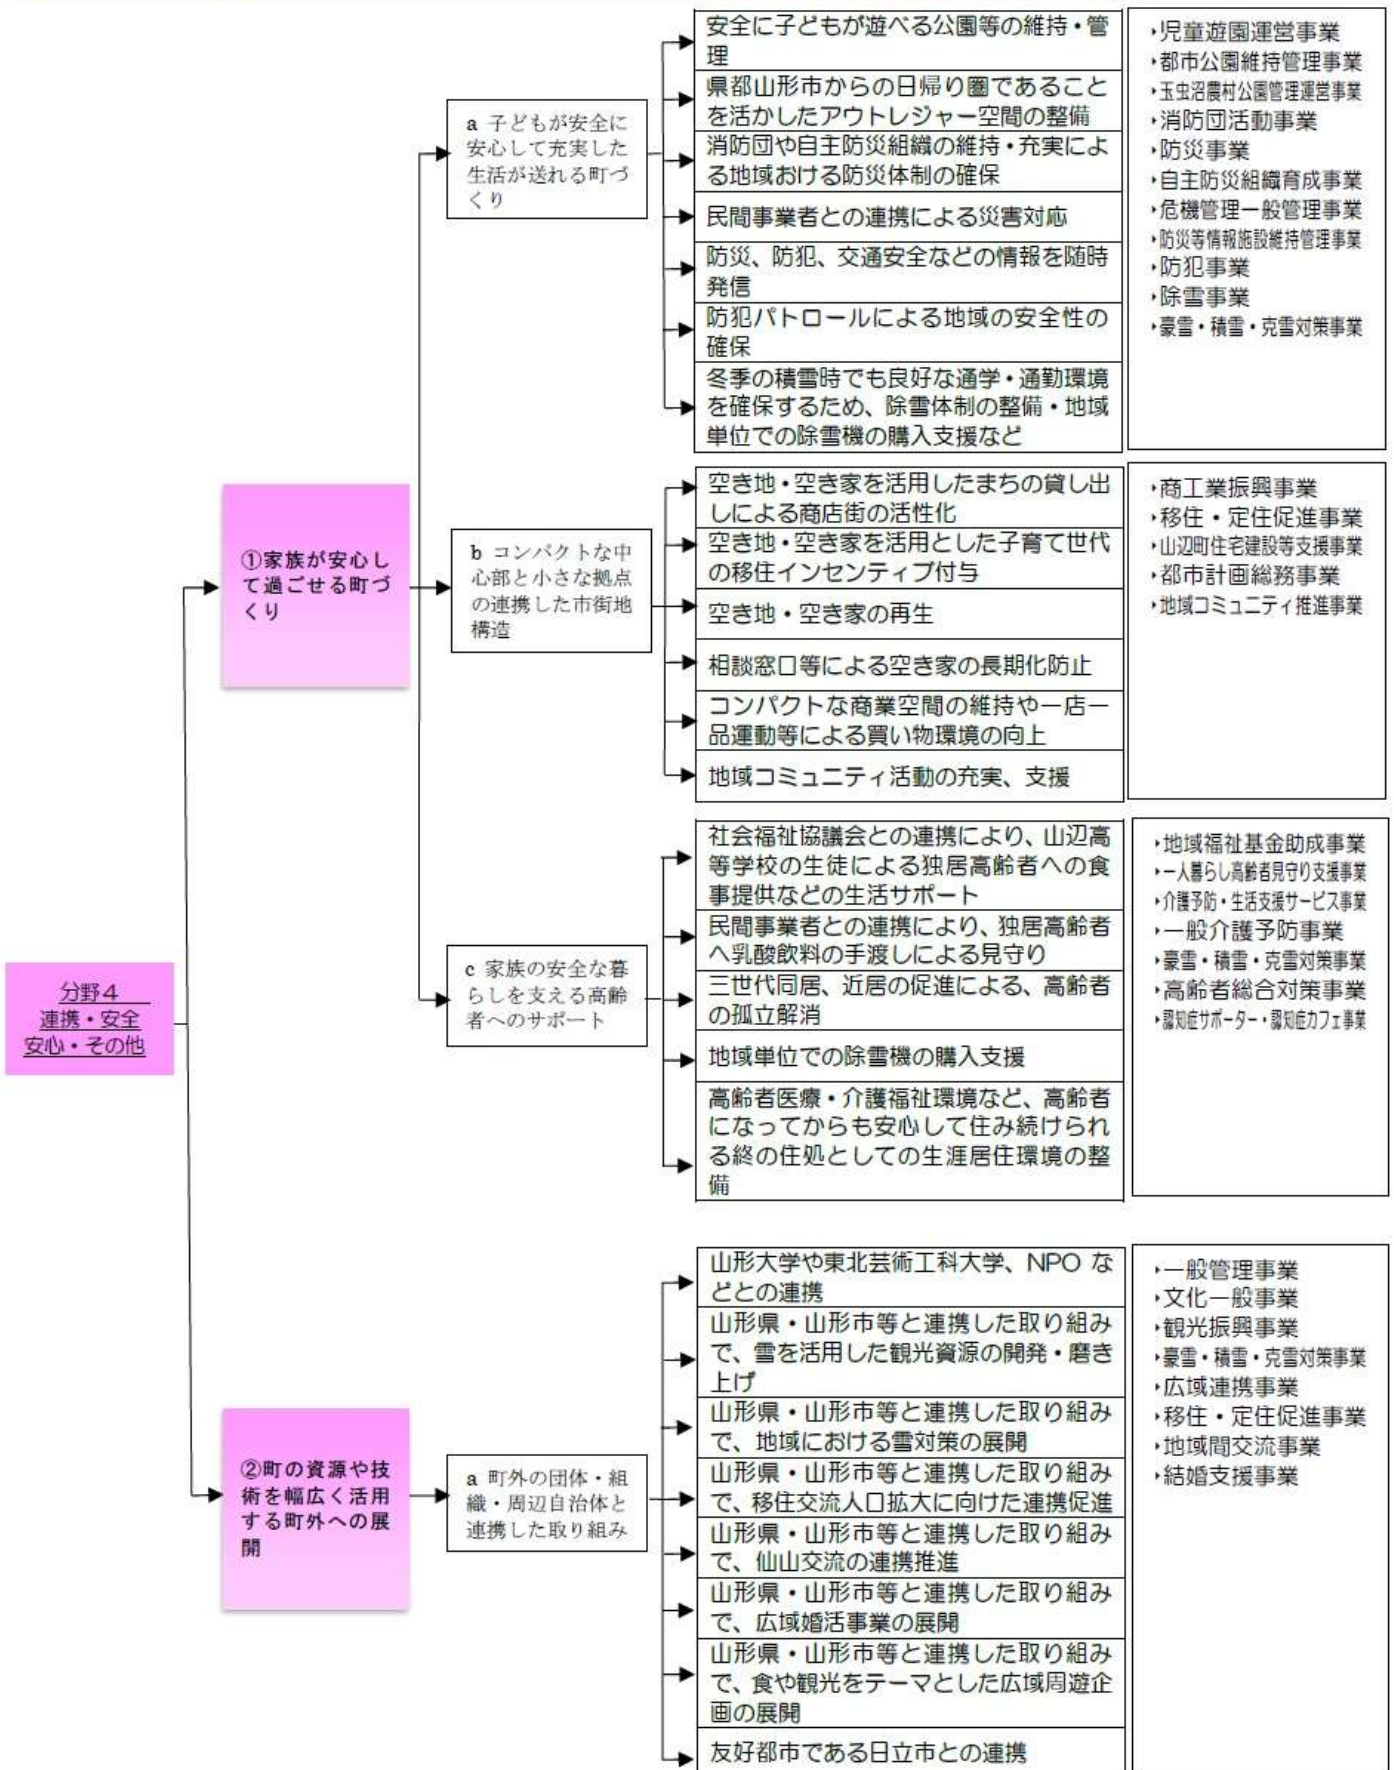 分野4
連携・安全
安心・その他
①家族が安心し
て過ごせる町づ
くり
a 子どもが安全に
安心して充実した
生活が送れる町づ
くり
安全に子どもが遊べる公園等の維持・管
理
県都山形市からの日帰り圏であること
を活かしたアウトレジャー空間の整備
消防団や自主防災組織の維持・充実によ
る地域おける防災体制の確保
民間事業者との連携による災害対応
防災、防犯、交通安全などの情報を随時
発信
防犯パトロールによる地域の安全性の
確保
冬季の積雪時でも良好な通学・通勤環境
を確保するため、除雪体制の整備・地域
単位での除雪機の購入支援など
‣児童遊園運営事業
‣都市公園維持管理事業
‣玉虫沼農村公園管理運営事業
‣消防団活動事業
‣防災事業
‣自主防災組織育成事業
‣危機管理一般管理事業
‣防災等情報施設維持管理事業
‣防犯事業
‣除雪事業
‣豪雪・積雪・克雪対策事業
b コンパクトな中
心部と小さな拠点
の連携した市街地
構造
空き地・空き家を活用したまちの貸し出
しによる商店街の活性化
空き地・空き家を活用とした子育て世代
の移住インセンティブ付与
空き地・空き家の再生
相談窓口等による空き家の長期化防止
コンパクトな商業空間の維持や一店一
品運動等による買い物環境の向上
地域コミュニティ活動の充実、支援
‣商工業振興事業
‣移住・定住促進事業
‣山辺町住宅建設等支援事業
‣都市計画総務事業
‣地域コミュニティ推進事業
c 家族の安全な暮
らしを支える高齢
者へのサポート
社会福祉協議会との連携により、山辺高
等学校の生徒による独居高齢者への食
事提供などの生活サポート
民間事業者との連携により、独居高齢者
へ乳酸飲料の手渡しによる見守り
三世代同居、近居の促進による、高齢者
の孤立解消
地域単位での除雪機の購入支援
高齢者医療・介護福祉環境など、高齢者
になってからも安心して住み続けられ
る終の住処としての生涯居住環境の整
備
‣地域福祉基金助成事業
‣一人暮らし高齢者見守り支援事業
‣介護予防・生活支援サービス事業
‣一般介護予防事業
‣豪雪・積雪・克雪対策事業
‣高齢者総合対策事業
‣認知症サポーター・認知症カフェ事業
②町の資源や技
術を幅広く活用
する町外への展
開
a 町外の団体・組
織・周辺自治体と
連携した取り組み
山形大学や東北芸術工科大学、NPO な
どとの連携
山形県・山形市等と連携した取り組み
で、雪を活用した観光資源の開発・磨き
上げ
山形県・山形市等と連携した取り組み
で、地域における雪対策の展開
山形県・山形市等と連携した取り組み
で、移住交流人口拡大に向けた連携促進
山形県・山形市等と連携した取り組み
で、仙山交流の連携推進
山形県・山形市等と連携した取り組み
で、広域婚活事業の展開
山形県・山形市等と連携した取り組み
で、食や観光をテーマとした広域周遊企
画の展開
友好都市である日立市との連携
‣一般管理事業
‣文化一般事業
‣観光振興事業
‣豪雪・積雪・克雪対策事業
‣広域連携事業
‣移住・定住促進事業
‣地域間交流事業
‣結婚支援事業